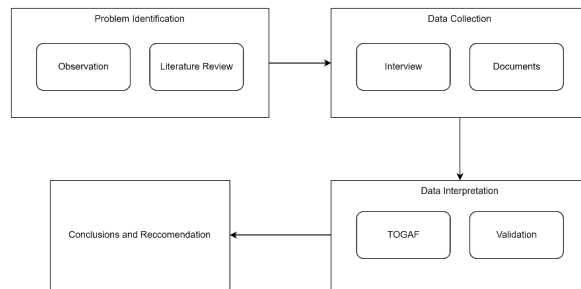 Problem Identification
Observation
Literature Review
Data Collection
Interview
Documents
Data Interpretation
TOGAF
Validation
Conclusions and Reccomendation